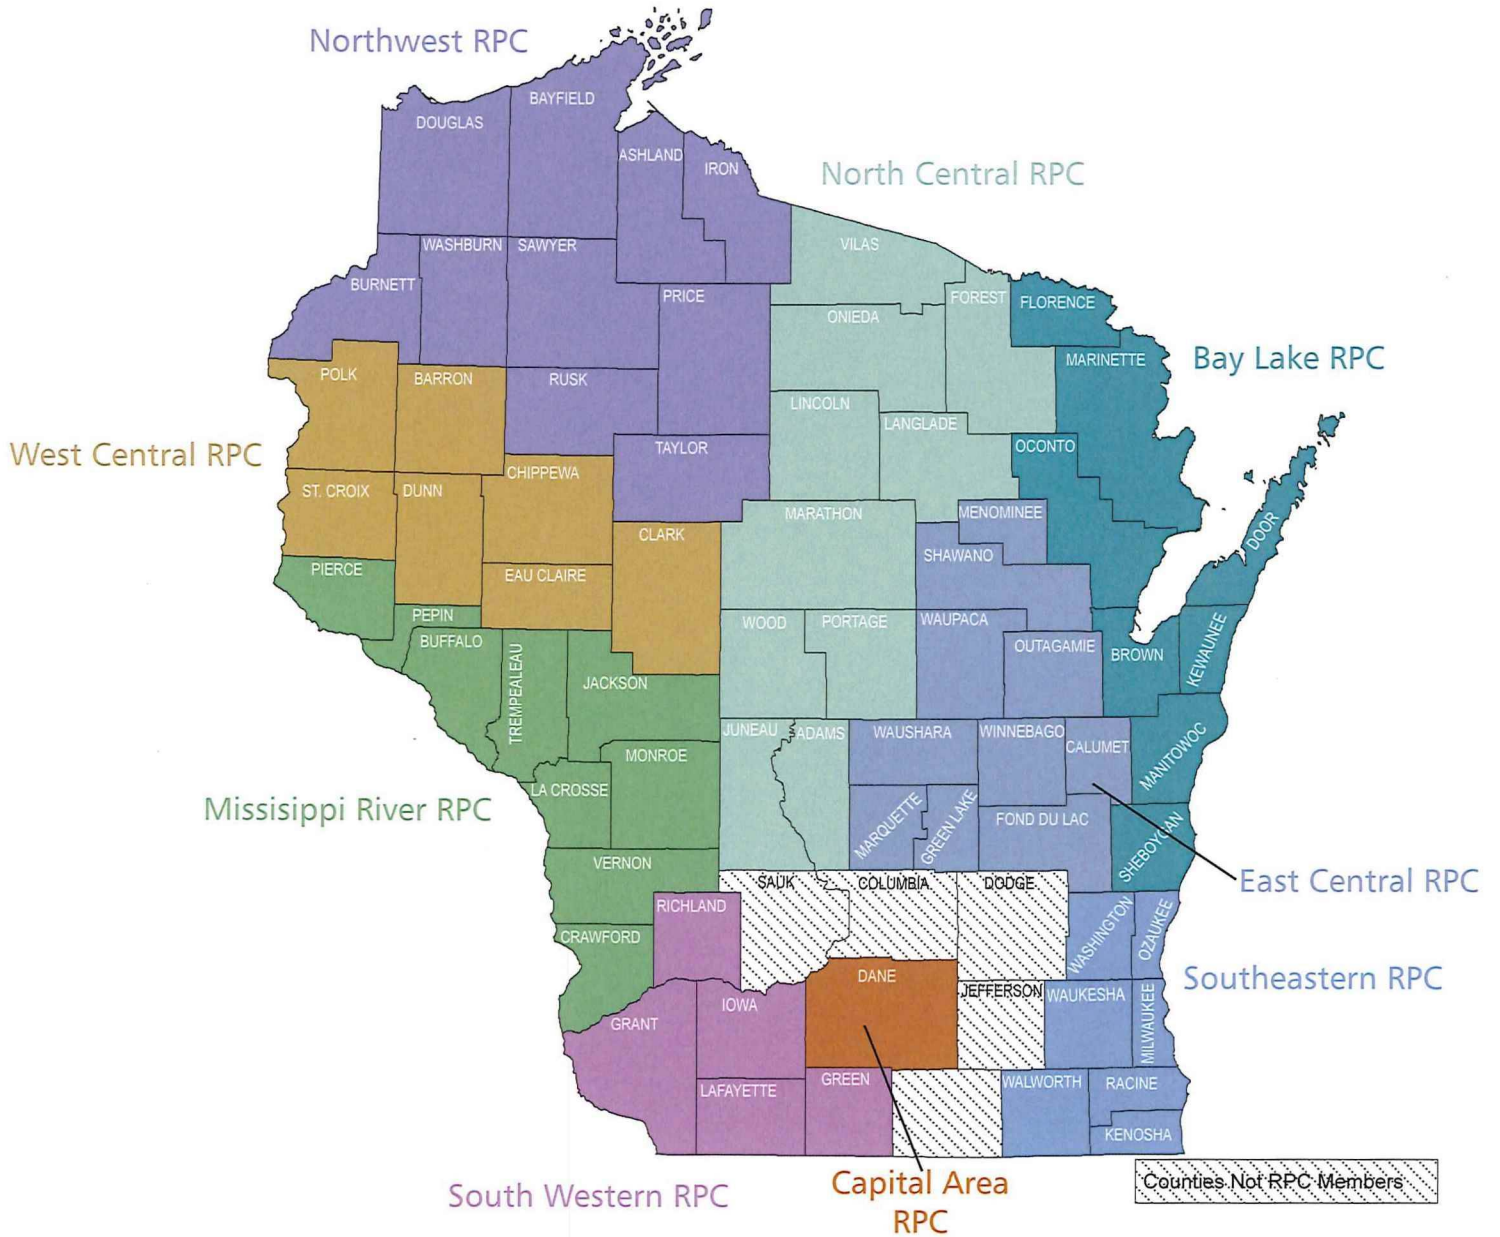 Northwest RPC
BAYFIELD
DOUGLAS
ASHLAND
IRON
North Central RPC
VILAS
WASHBURN
SAWYER
BURNETT
PRICE
FOREST
FLORENCE
ONIEDA
MARINETTE
Bay Lake RPC
POLK
BARRON
RUSK
LINCOLN
LANGLADE
West Central RPC
TAYLOR
OCONTO
CHIPPEWA
ST. CROIX
DUNN
MARATHON
MENOMINEE
DOOR
CLARK
SHAWANO
PIERCE
EAU CLAIRE
PEPIN
WOOD
PORTAGE
WAUPACA
BUFFALO
OUTAGAMIE
BROWN
KEWAUNEE
TREMPEALEAU
JACKSON
JUNEAU
ADAMS
WAUSHARA
WINNEBAGO
CALUMET
MANITOWOC
MONROE
LA CROSSE
Missisippi River RPC
MARQUETTE
GREEN LAKE
FOND DU LAC
SHEBOYGAN
VERNON
SAUK
COLUMBIA
DODGE
East Central RPC
RICHLAND
WASHINGTON
OZAUKEE
CRAWFORD
Southeastern RPC
DANE
JEFFERSON
WAUKESHA
MILWAUKEE
IOWA
GRANT
GREEN
WALWORTH
RACINE
LAFAYETTE
KENOSHA
South Western RPC
Capital Area
RPC
Counties Not RPC Members